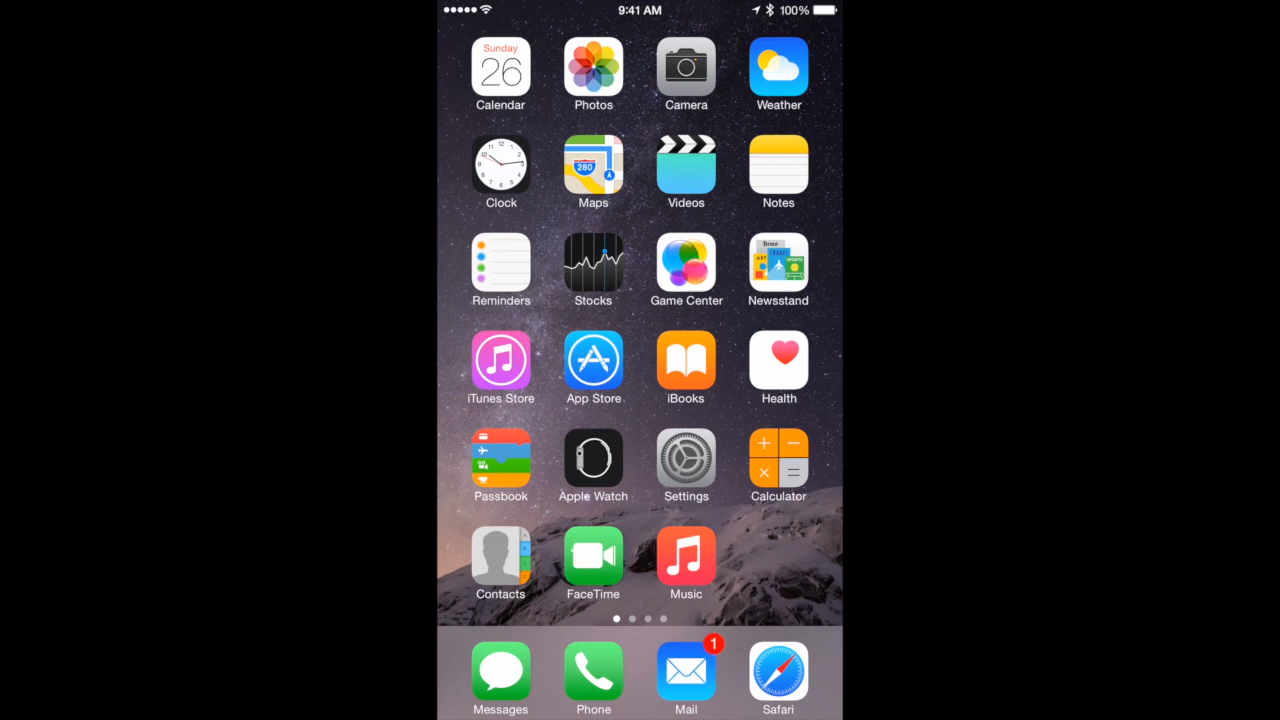 9:41 AM 100%
Sunday
26
Calendar Photos Camera Weather
280
Clock Maps Videos Notes
Reminders Stocks Game Center Newsstand
iTunes Store App Store iBooks Health
Passbook Apple Watch Settings Calculator
Contacts FaceTime Music
1
Messages Phone Mail Safari